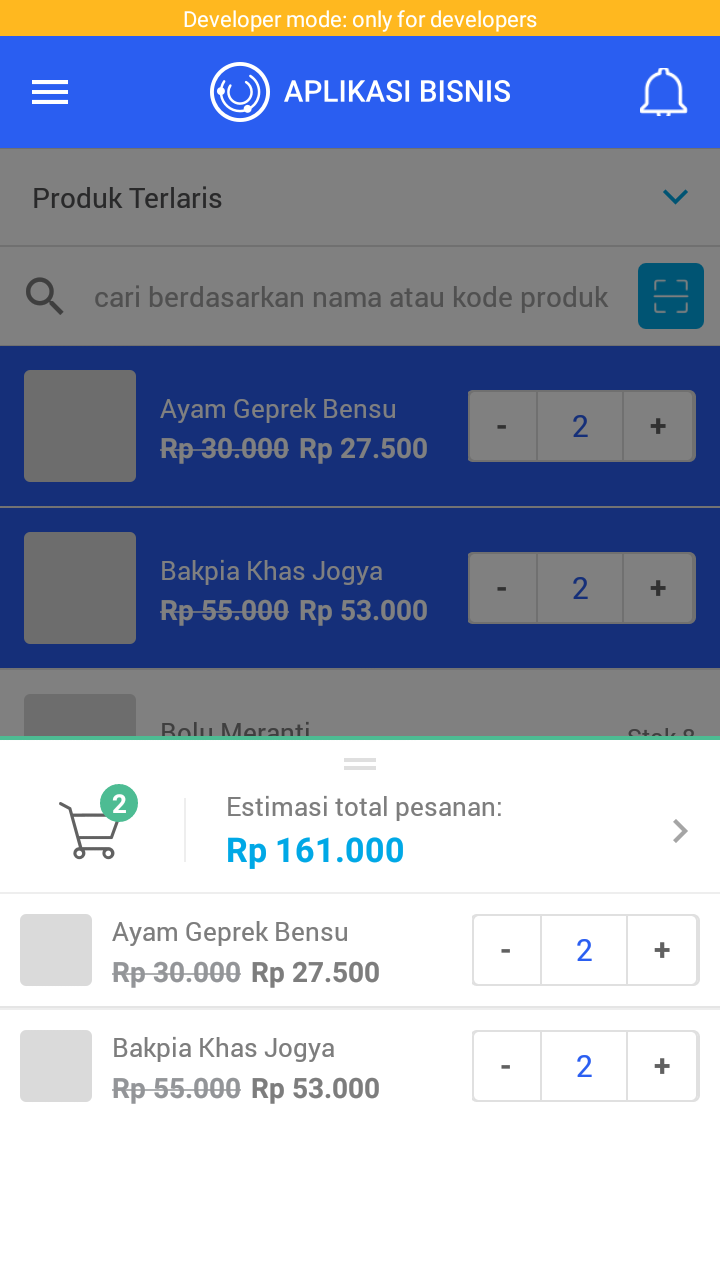 Developer mode: only for developers
APLIKASI BISNIS
Produk Terlaris
cari berdasarkan nama atau kode produk
Ayam Geprek Bensu
Rp 30.000 Rp 27.500
- 2 +
Bakpia Khas Jogya
Rp 55.000 Rp 53.000
- 2 +
Bolu Meranti
Stok 8
2
Estimasi total pesanan:
Rp 161.000
Ayam Geprek Bensu
Rp 30.000 Rp 27.500
- 2 +
Bakpia Khas Jogya
Rp 55.000 Rp 53.000
- 2 +